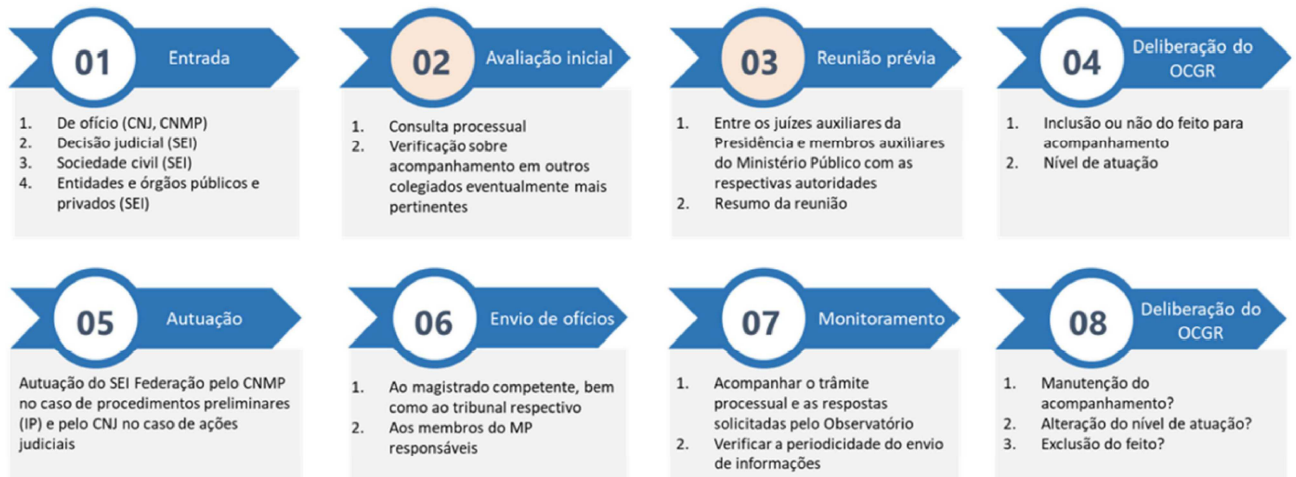 01
Entrada
1. De ofício (CNJ, CNMP)
2. Decisão judicial (SEI)
3. Sociedade civil (SEI)
4. Entidades e órgãos públicos e
privados (SEI)
02
Avaliação inicial
1. Consulta processual
2. Verificação sobre
acompanhamento em outros
colegiados eventualmente mais
pertinentes
03
Reunião prévia
1. Entre os juízes auxiliares da
Presidência e membros auxiliares
do Ministério Público com as
respectivas autoridades
2. Resumo da reunião
04
Deliberação do
OCGR
1. Inclusão ou não do feito para
acompanhamento
2. Nível de atuação
05
Autuação
Autuação do SEI Federação pelo CNMP
no caso de procedimentos preliminares
(IP) e pelo CNJ no caso de ações
judiciais
06
Envio de ofícios
1. Ao magistrado competente, bem
como ao tribunal respectivo
2. Aos membros do MP
responsáveis
07
Monitoramento
1. Acompanhar o trâmite
processual e as respostas
solicitadas pelo Observatório
2. Verificar a periodicidade do envio
de informações
08
Deliberação do
OCGR
1. Manutenção do
acompanhamento?
2. Alteração do nível de atuação?
3. Exclusão do feito?